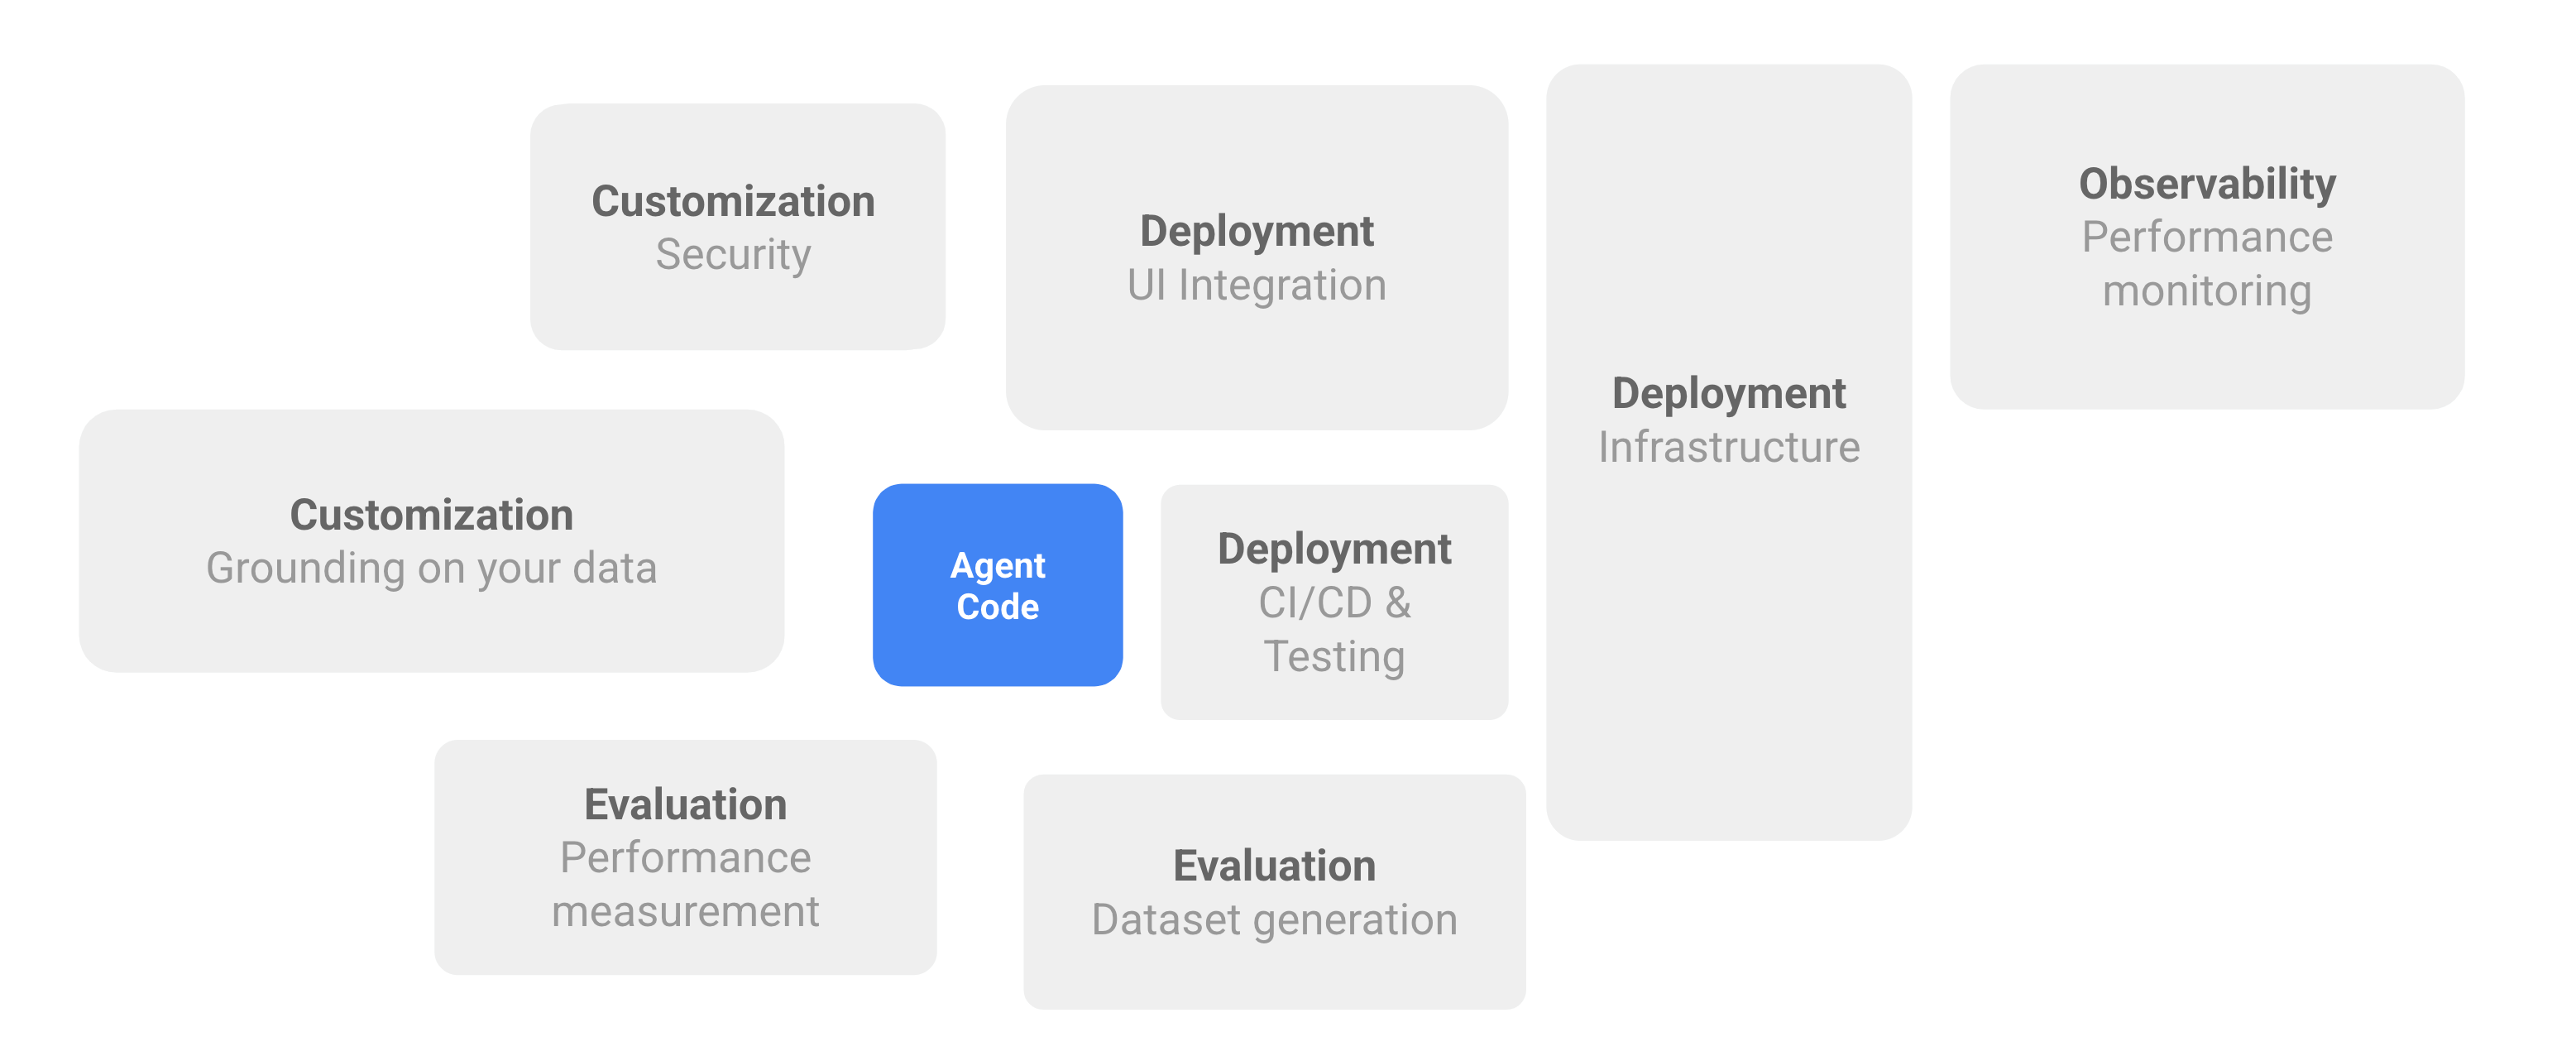 Customization
Security
Deployment
UI Integration
Deployment
Infrastructure
Observability
Performance
monitoring
Customization
Grounding on your data
Agent
Code
Deployment
CI/CD &
Testing
Evaluation
Performance
measurement
Evaluation
Dataset generation